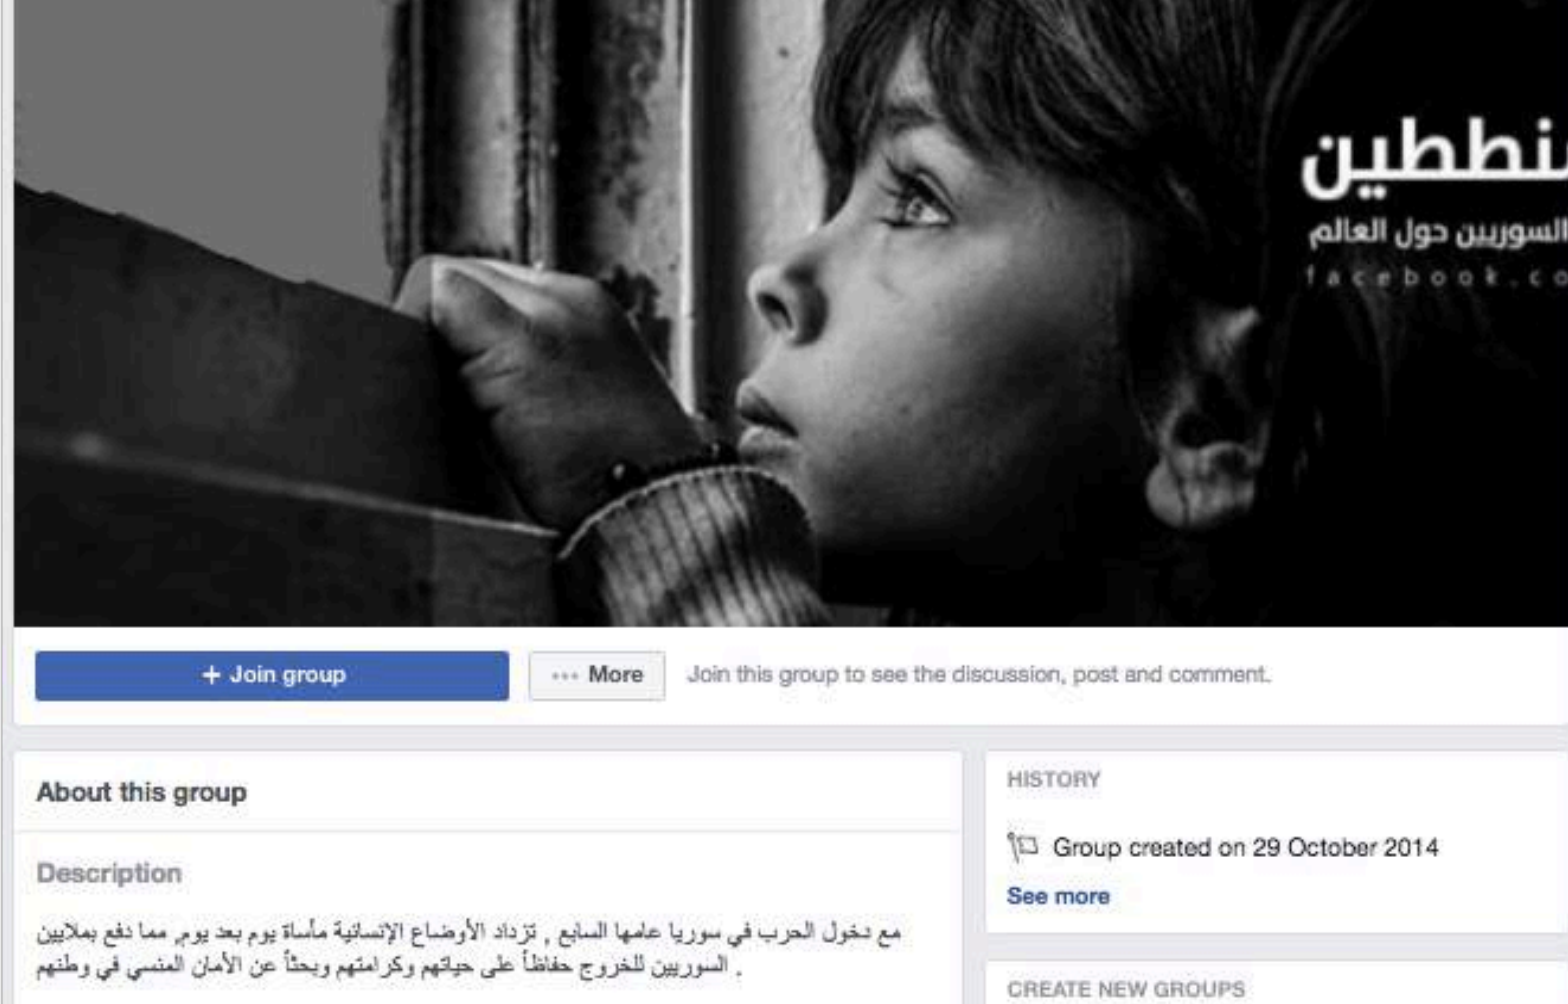 السوريين حول العالم
facebook.co
+ Join group
··· More
Join this group to see the discussion, post and comment.
About this group
Description
مع دخول الحرب في سوريا عامها السابع , تزداد الأوضاع الإنسانية مأساة يوم بعد يوم, مما دفع بملايين
السوريين للخروج حفاظاً على حياتهم وكرامتهم وبحثاً عن الأمان المنسي في وطنهم .
HISTORY
Group created on 29 October 2014
See more
CREATE NEW GROUPS